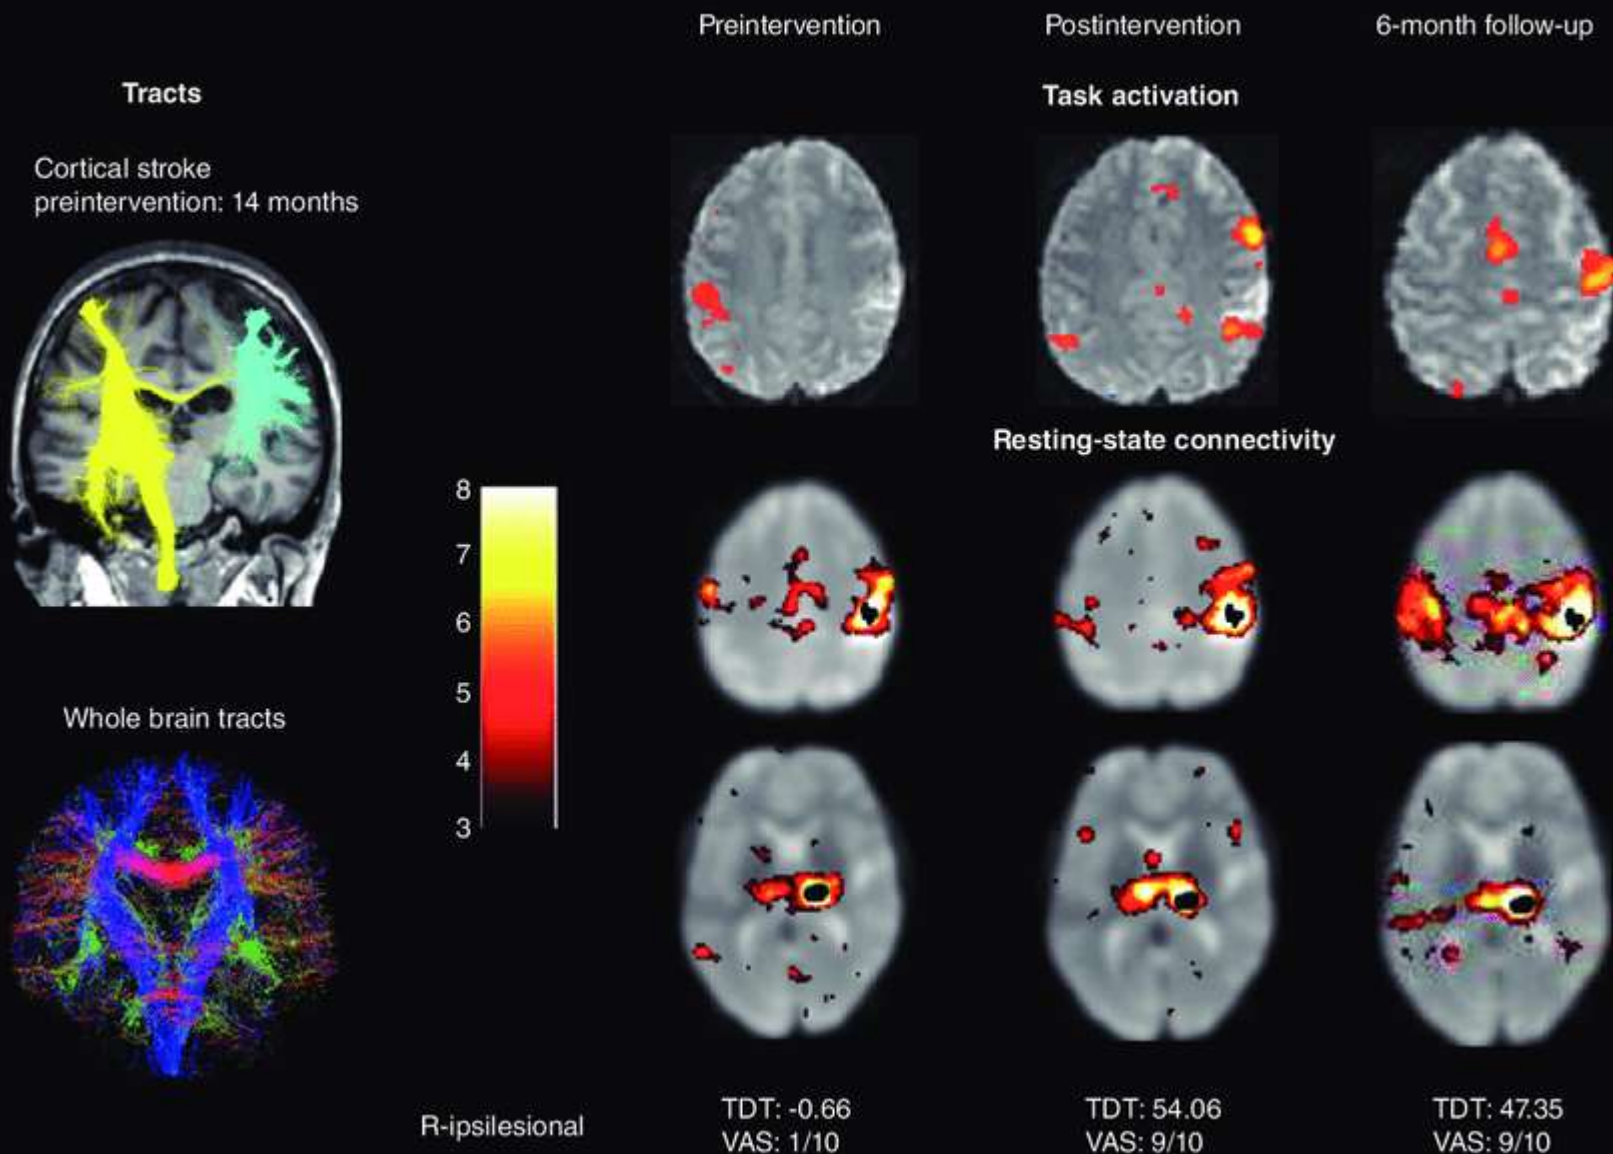 Preintervention
Postintervention
6-month follow-up
Tracts
Task activation
Cortical stroke
preintervention: 14 months
Resting-state connectivity
8
7
6
5
4
3
Whole brain tracts
R-ipsilesional
TDT: -0.66
VAS: 1/10
TDT: 54.06
VAS: 9/10
TDT: 47.35
VAS: 9/10